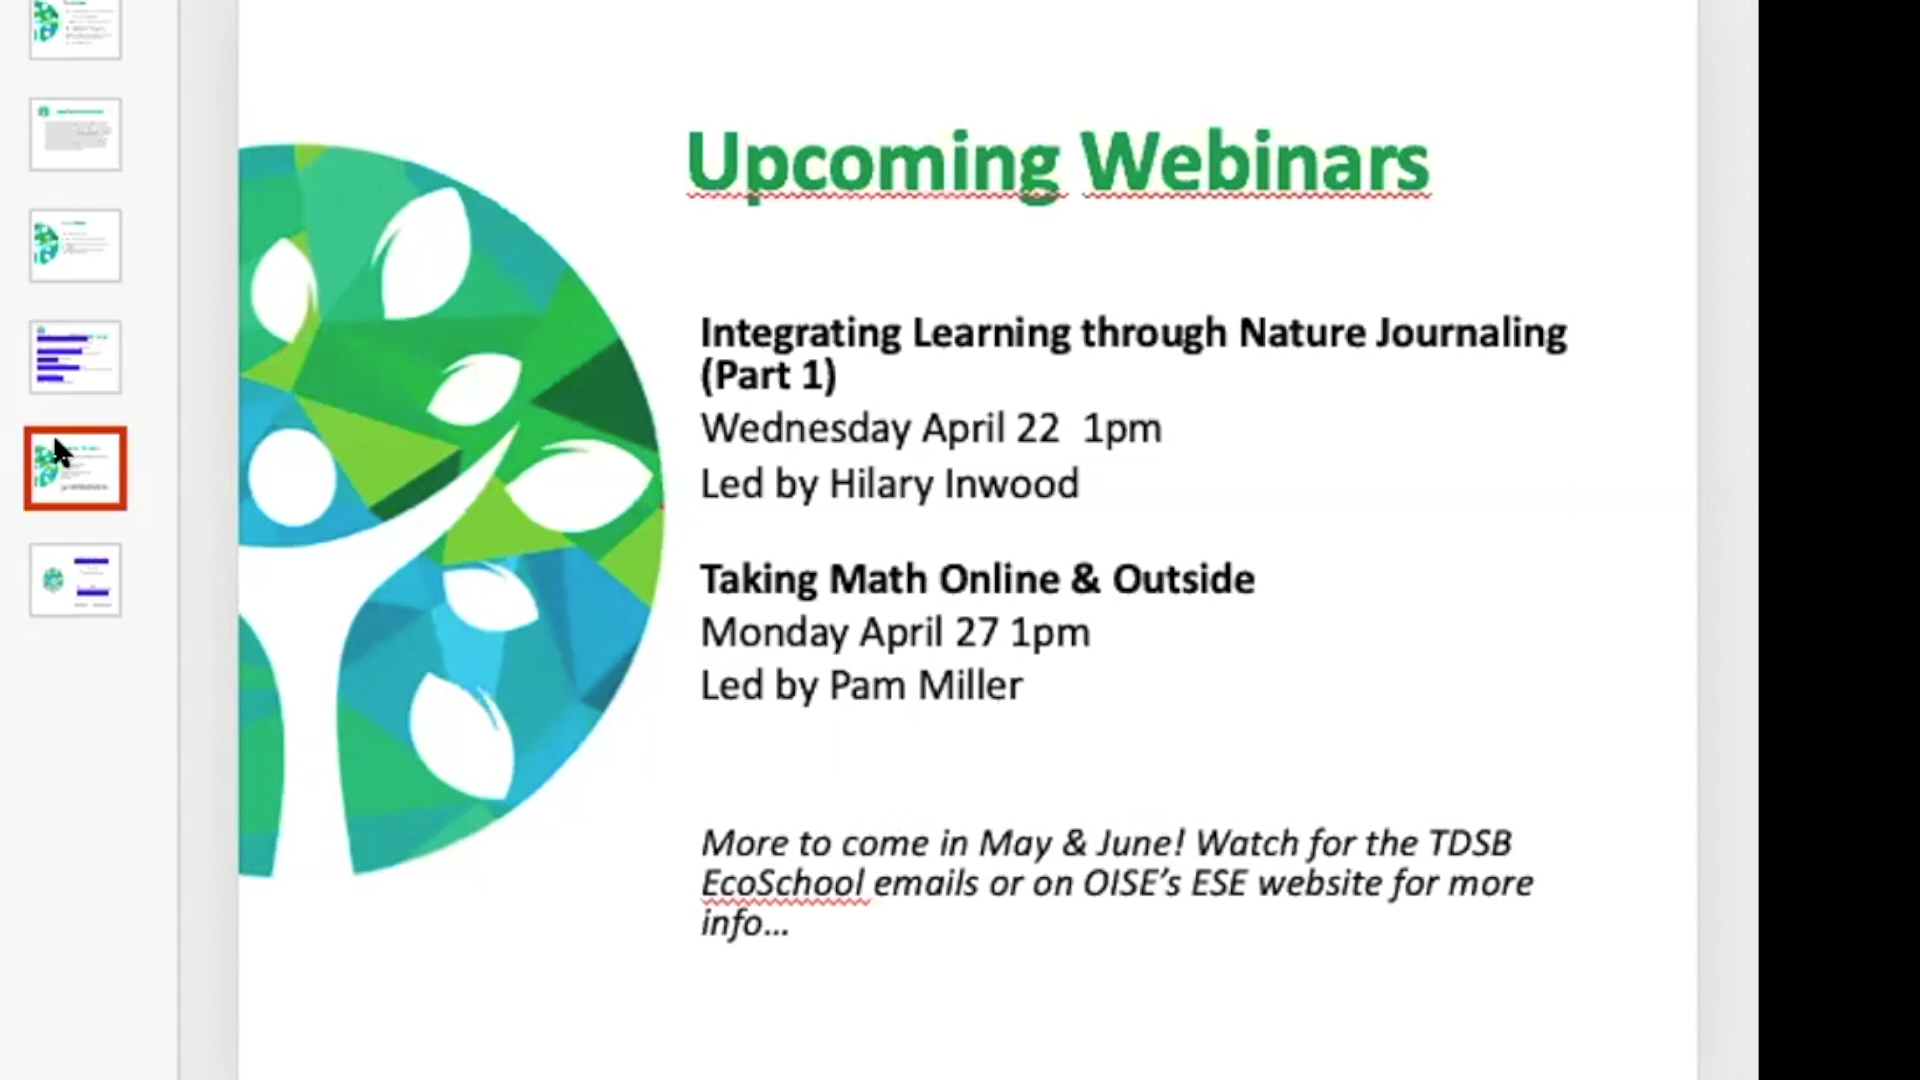 Upcoming Webinars
Integrating Learning through Nature Journaling
(Part 1)
Wednesday April 22  1pm
Led by Hilary Inwood
Taking Math Online & Outside
Monday April 27 1pm
Led by Pam Miller
More to come in May & June! Watch for the TDSB
EcoSchool emails or on OISE’s ESE website for more
info…